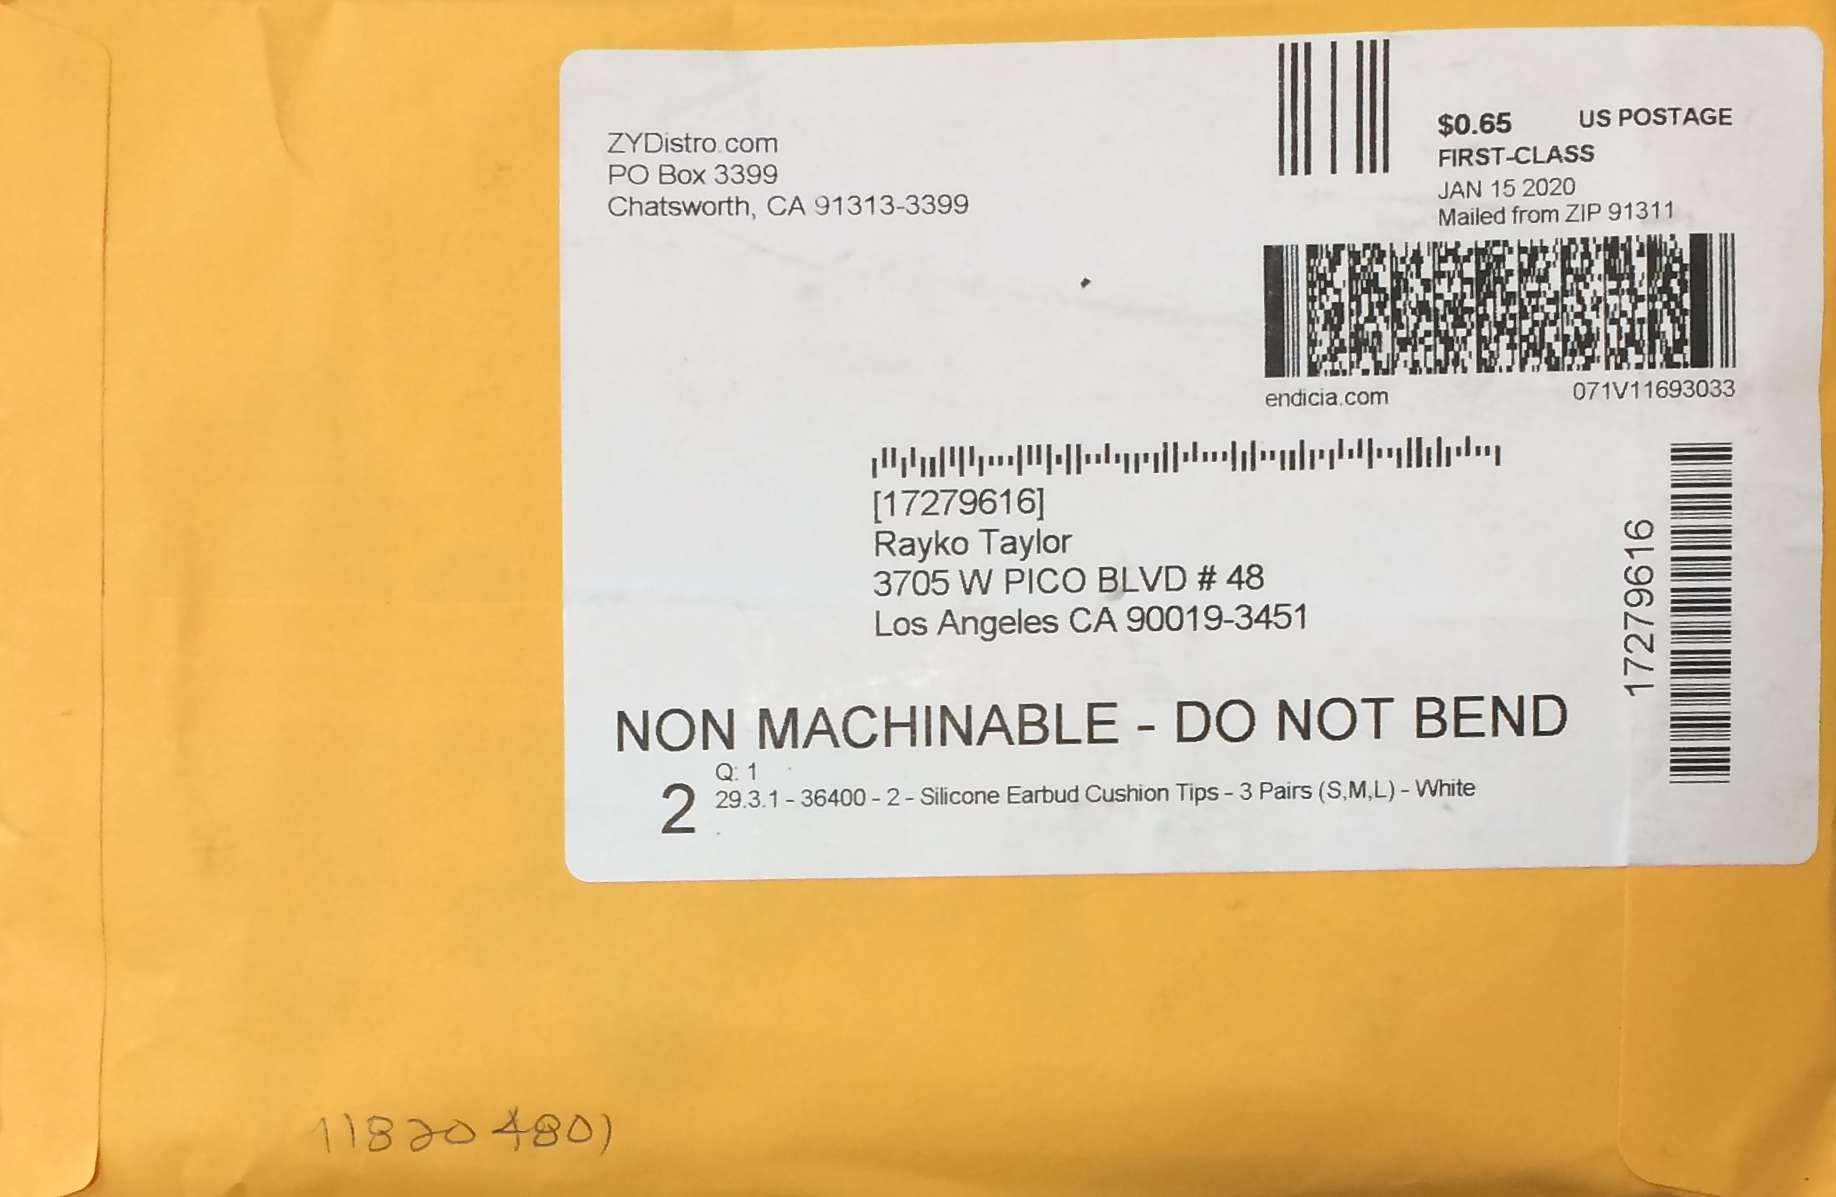 ZYDistro.com
PO Box 3399
Chatsworth, CA 91313-3399
$0.65 US POSTAGE
FIRST-CLASS
JAN 15 2020
Mailed from ZIP 91311
endicia.com 071V11693033
[17279616]
Rayko Taylor
3705 W PICO BLVD # 48
Los Angeles CA 90019-3451
17279616
NON MACHINABLE - DO NOT BEND
Q: 1
2 29.3.1 - 36400 - 2 - Silicone Earbud Cushion Tips - 3 Pairs (S,M,L) - White